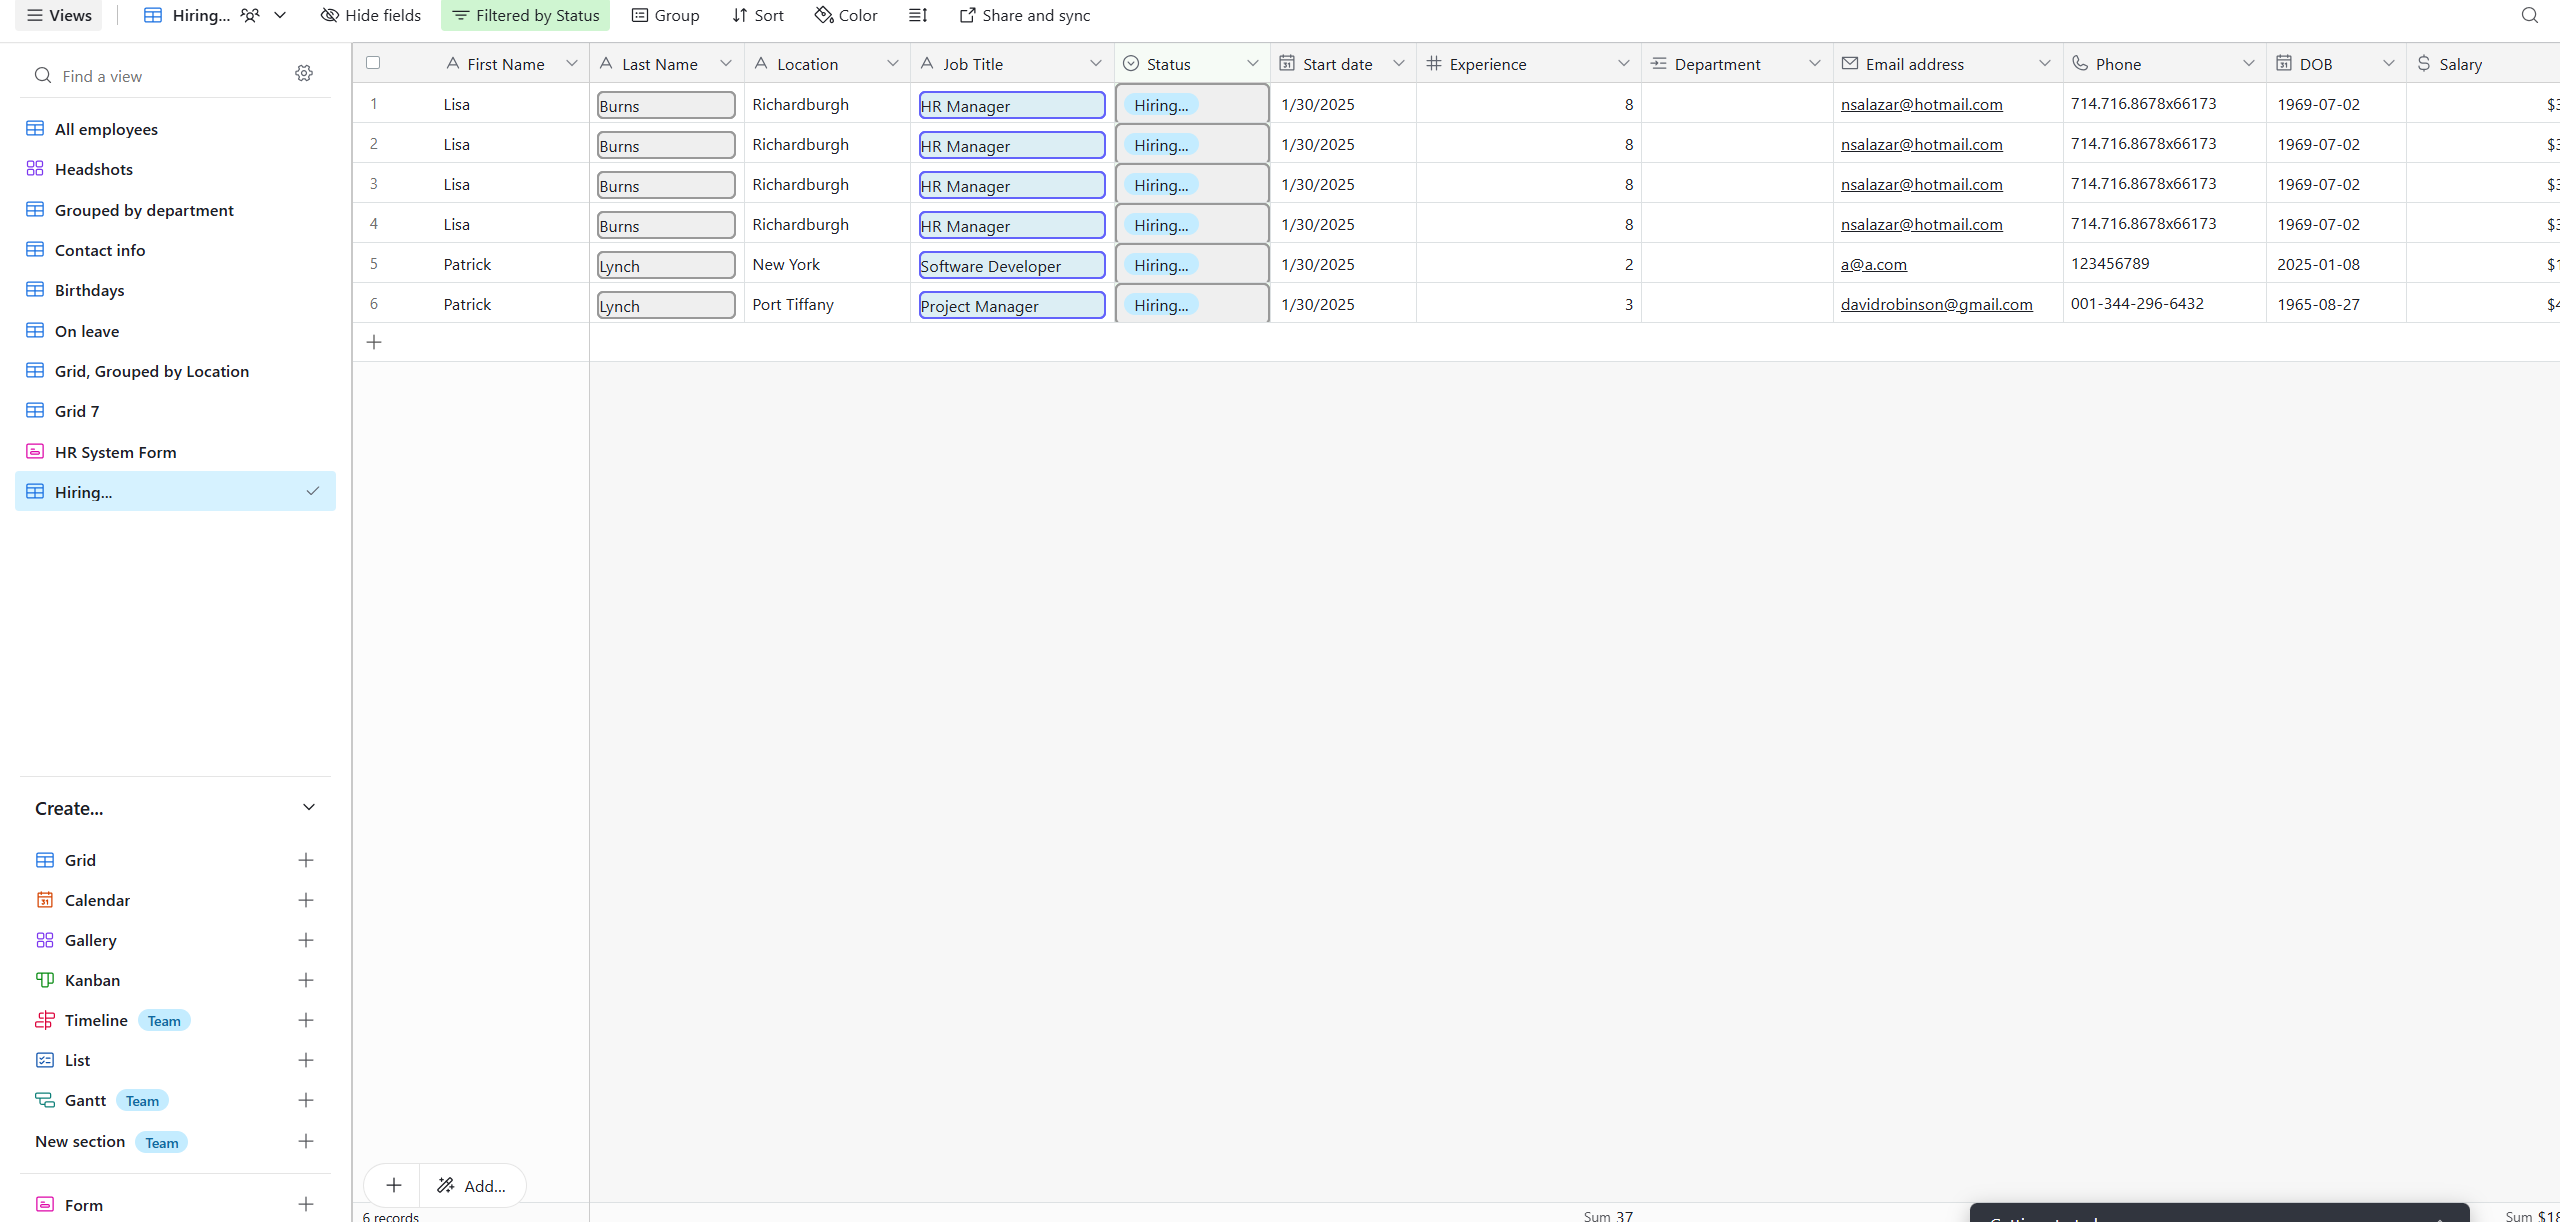 Views
Hiring...
Hide fields
Filtered by Status
Group
Sort
Color
Share and sync
Find a view
All employees
Headshots
Grouped by department
Contact info
Birthdays
On leave
Grid, Grouped by Location
Grid 7
HR System Form
Hiring...
Create...
Grid
Calendar
Gallery
Kanban
Timeline Team
List
Gantt Team
New section Team
Form
First Name Last Name Location Job Title Status Start date Experience Department Email address Phone DOB Salary
1 Lisa Burns Richardburgh HR Manager Hiring... 1/30/2025 8 nsalazar@hotmail.com 714.716.8678x66173 1969-07-02
2 Lisa Burns Richardburgh HR Manager Hiring... 1/30/2025 8 nsalazar@hotmail.com 714.716.8678x66173 1969-07-02
3 Lisa Burns Richardburgh HR Manager Hiring... 1/30/2025 8 nsalazar@hotmail.com 714.716.8678x66173 1969-07-02
4 Lisa Burns Richardburgh HR Manager Hiring... 1/30/2025 8 nsalazar@hotmail.com 714.716.8678x66173 1969-07-02
5 Patrick Lynch New York Software Developer Hiring... 1/30/2025 2 a@a.com 123456789 2025-01-08
6 Patrick Lynch Port Tiffany Project Manager Hiring... 1/30/2025 3 davidrobinson@gmail.com 001-344-296-6432 1965-08-27
Add...
6 records
Sum 37
Sum